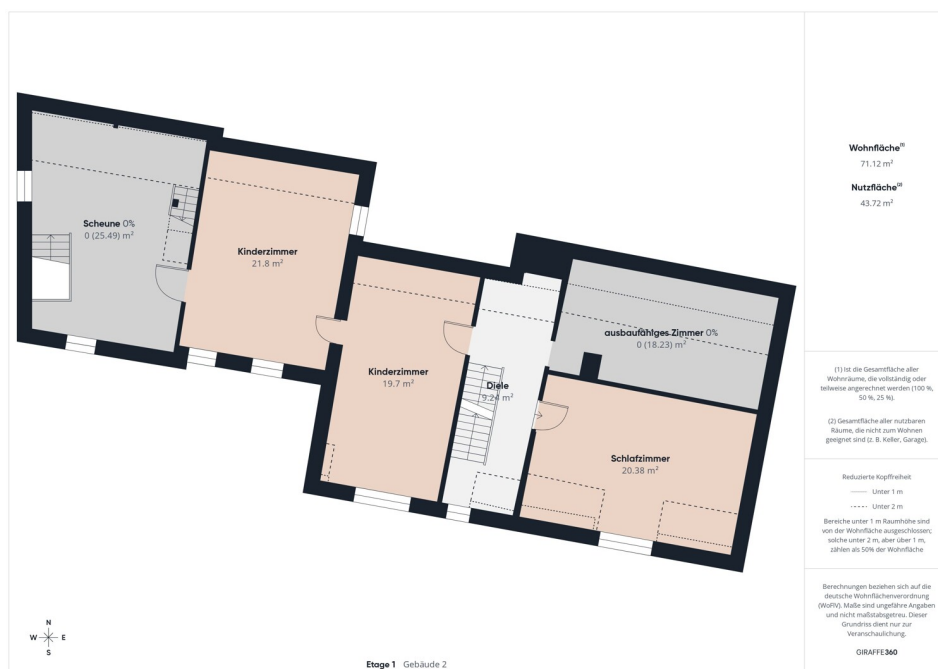 Scheune 0%
0 (25.49) m²
Kinderzimmer
21.8 m²
Kinderzimmer
19.7 m²
Diele
9.24 m²
ausbaufähiges Zimmer 0%
0 (18.23) m²
Schlafzimmer
20.38 m²
N
W E
S
Etage 1 Gebäude 2
Wohnfläche(1)
71.12 m²
Nutzfläche(2)
43.72 m²
(1) Ist die Gesamtfläche aller
Wohnräume, die vollständig oder
teilweise angerechnet werden (100 %,
50 %, 25 %).
(2) Gesamtfläche aller nutzbaren
Räume, die nicht zum Wohnen
geeignet sind (z. B. Keller, Garage).
Reduzierte Kopffreiheit
Unter 1 m
Unter 2 m
Bereiche unter 1 m Raumhöhe sind
von der Wohnfläche ausgeschlossen;
solche unter 2 m, aber über 1 m,
zählen als 50% der Wohnfläche
Berechnungen beziehen sich auf die
deutsche Wohnflächenverordnung
(WoFlV). Maße sind ungefähre Angaben
und nicht maßstabsgetreu. Dieser
Grundriss dient nur zur
Veranschaulichung.
GIRAFFE360